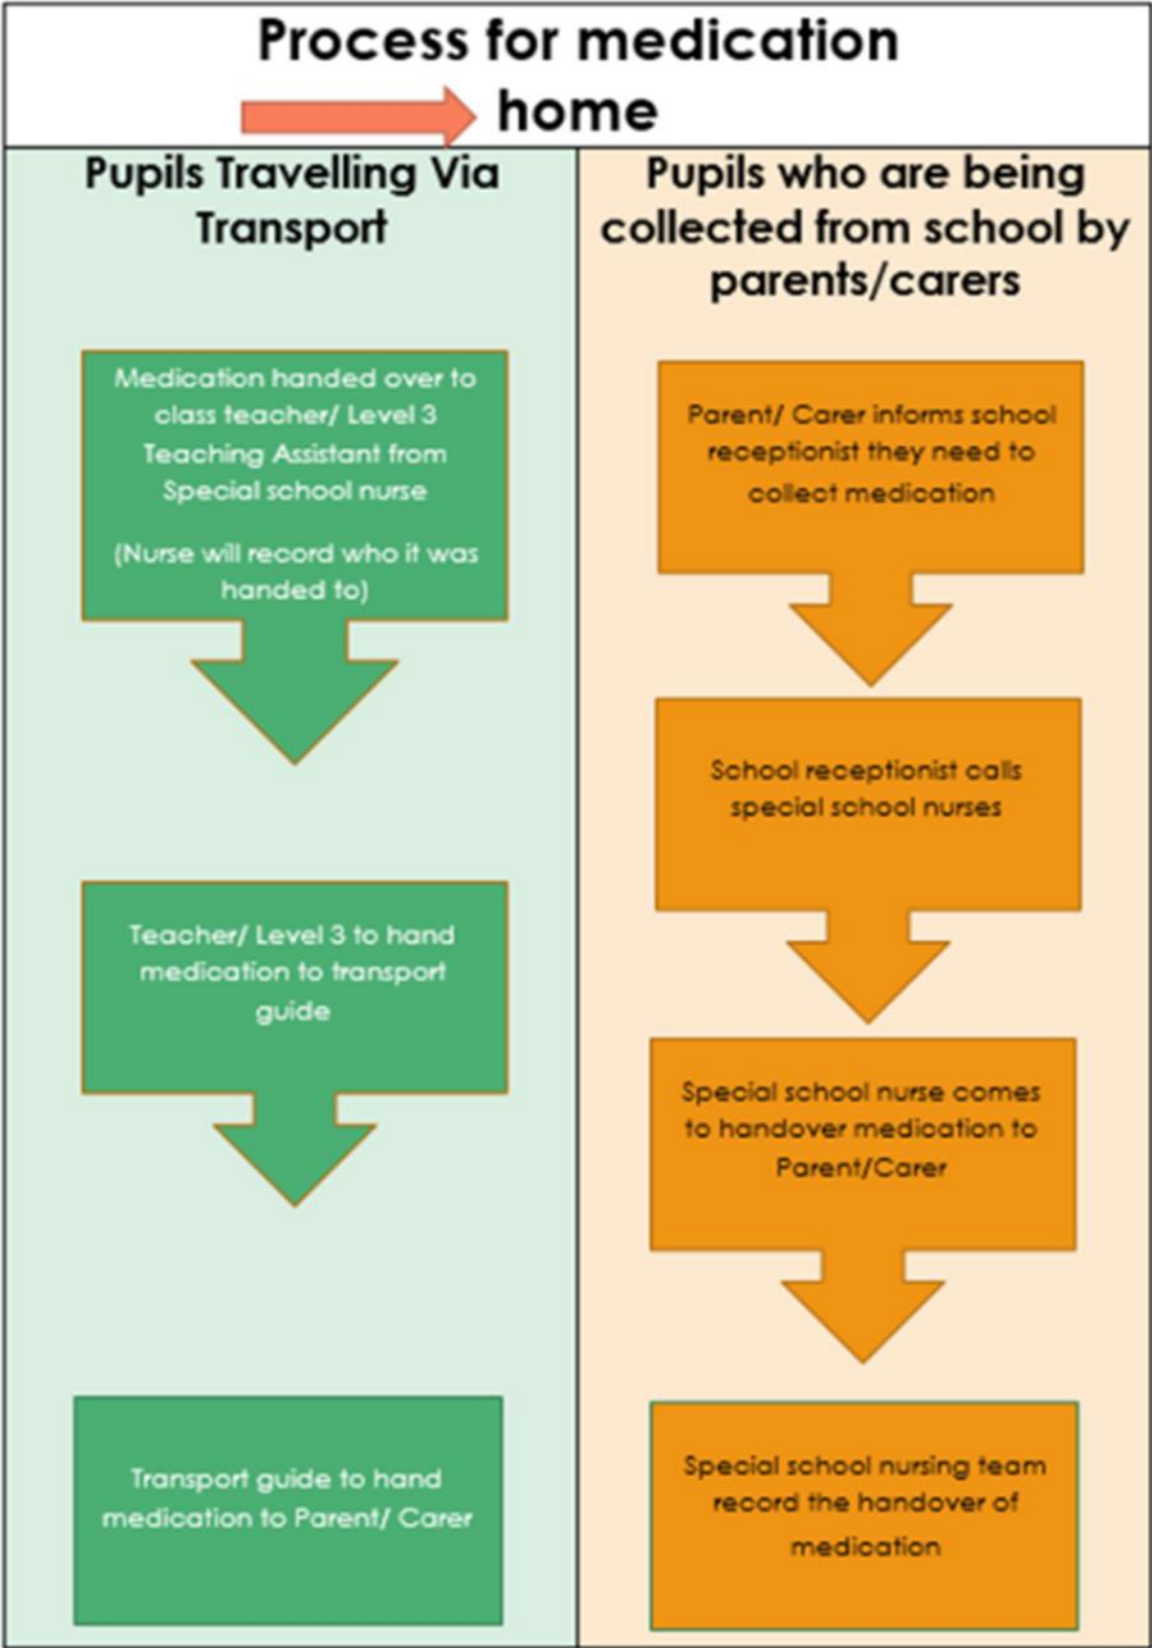 Process for medication
home
Pupils Travelling Via
Transport
Medication handed over to
class teacher/ Level 3
Teaching Assistant from
Special school nurse
(Nurse will record who it was
handed to)
Teacher/ Level 3 to hand
medication to transport
guide
Transport guide to hand
medication to Parent/ Carer
Pupils who are being
collected from school by
parents/carers
Parent/ Carer informs school
receptionist they need to
collect medication
School receptionist calls
special school nurses
Special school nurse comes
to handover medication to
Parent/Carer
Special school nursing team
record the handover of
medication